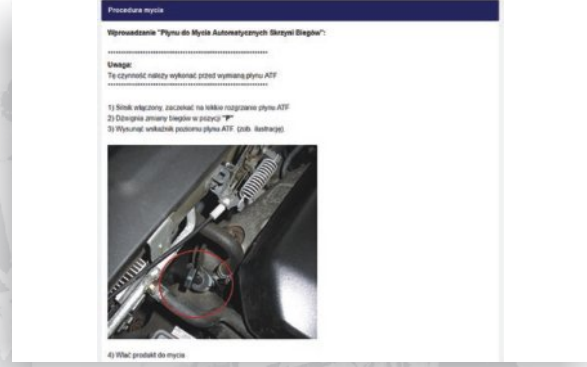 Procedura mycia
Wprowadzanie "Płynu do Mycia Automatycznych Skrzyni Biegów":
************************************************************
Uwaga:
Tę czynność należy wykonać przed wymianą płynu ATF
************************************************************
1) Silnik włączony, zaczekać na lekkie rozgrzanie płynu ATF
2) Dźwignia zmiany biegów w pozycji "P"
3) Wysunąć wskaźnik poziomu płynu ATF. (zob. ilustrację)
4) Wlać produkt do mycia